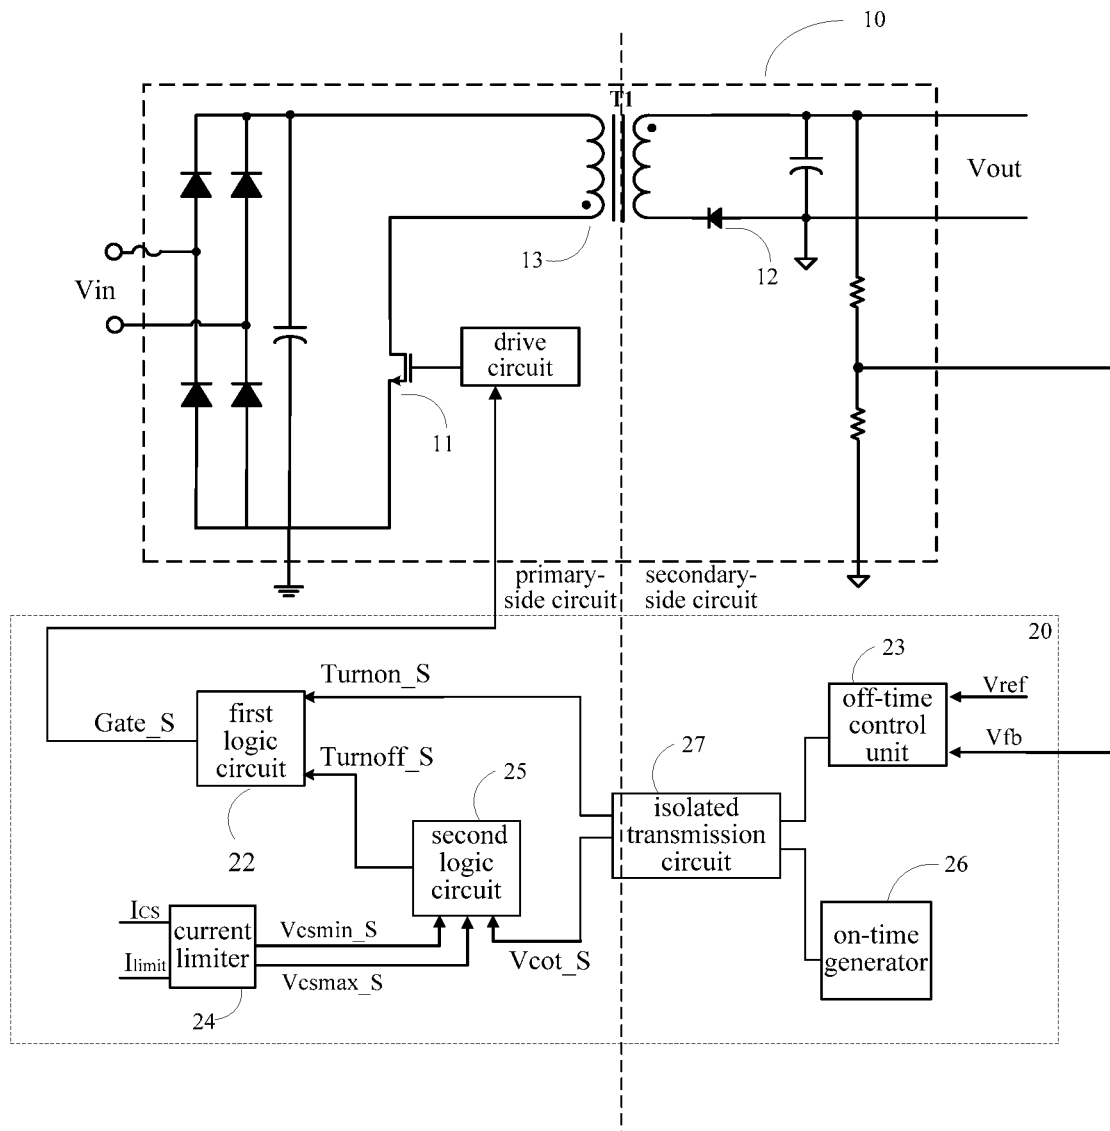 10
T1
Vout
13
12
Vin
drive
circuit
11
primary-
side circuit
secondary-
side circuit
20
23
Turnon_S
off-time
control
unit
Vref
Gate_S
first
logic
circuit
Vfb
27
Turnoff_S
25
isolated
transmission
circuit
second
logic
circuit
22
26
Ics
current
limiter
Vcsmin_S
on-time
generator
Ilimit
Vcsmax_S
Vcot_S
24